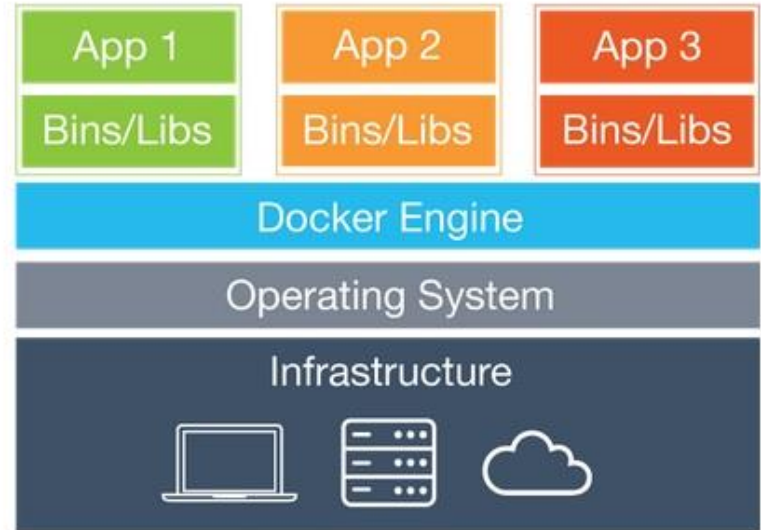 App 1
App 2
App 3
Bins/Libs
Bins/Libs
Bins/Libs
Docker Engine
Operating System
Infrastructure